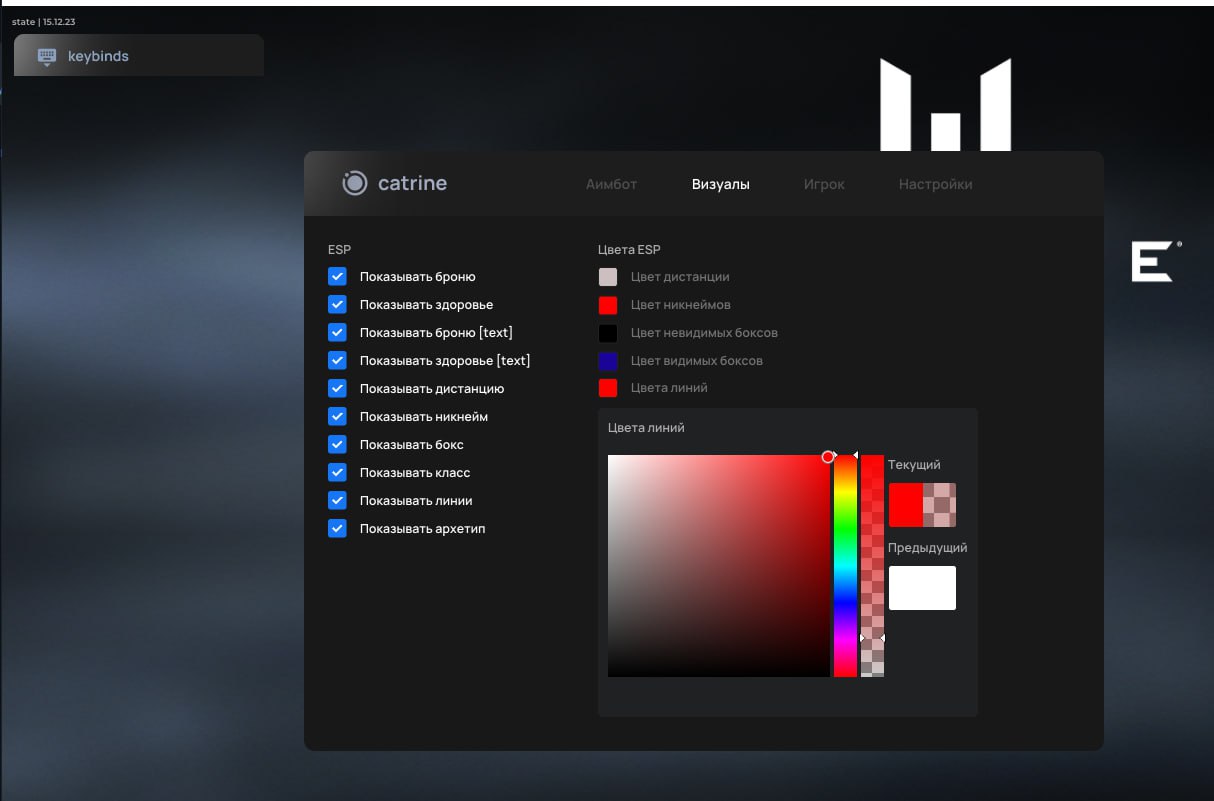 state | 15.12.23
keybinds
catrine
Аимбот
Визуалы
Игрок
Настройки
E®
ESP
Показывать броню
Показывать здоровье
Показывать броню [text]
Показывать здоровье [text]
Показывать дистанцию
Показывать никнейм
Показывать бокс
Показывать класс
Показывать линии
Показывать архетип
Цвета ESP
Цвет дистанции
Цвет никнеймов
Цвет невидимых боксов
Цвет видимых боксов
Цвета линий
Цвета линий
Текущий
Предыдущий